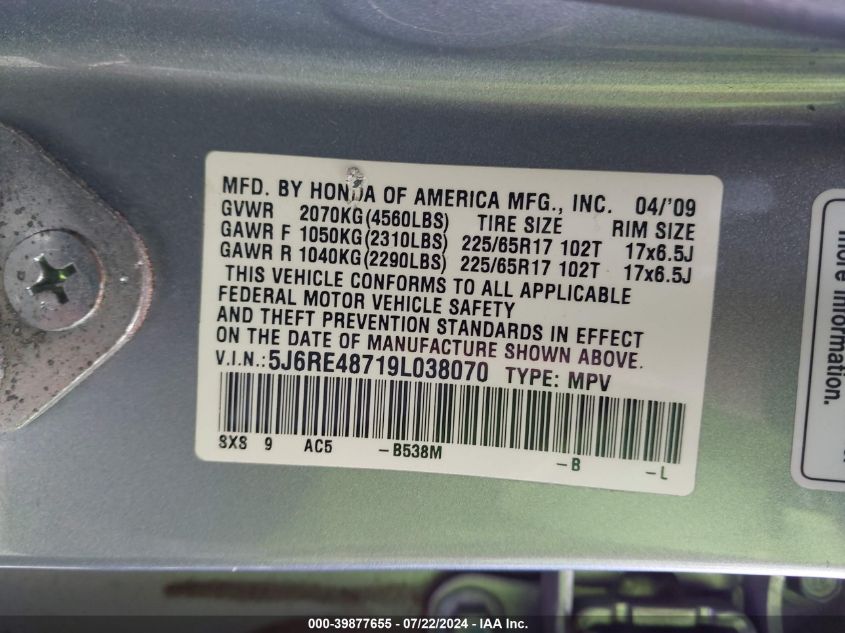 MFD. BY HONDA OF AMERICA MFG., INC. 04/'09
GVWR 2070KG(4560LBS) TIRE SIZE RIM SIZE
GAWR F 1050KG(2310LBS) 225/65R17 102T 17x6.5J
GAWR R 1040KG(2290LBS) 225/65R17 102T 17x6.5J
THIS VEHICLE CONFORMS TO ALL APPLICABLE
FEDERAL MOTOR VEHICLE SAFETY
AND THEFT PREVENTION STANDARDS IN EFFECT
ON THE DATE OF MANUFACTURE SHOWN ABOVE.
V.I.N.: 5J6RE48719L038070 TYPE: MPV
SXS 9 AC5 -B538M -B -L
more information.
000-39877655 / 07/22/2024 - IAA Inc.